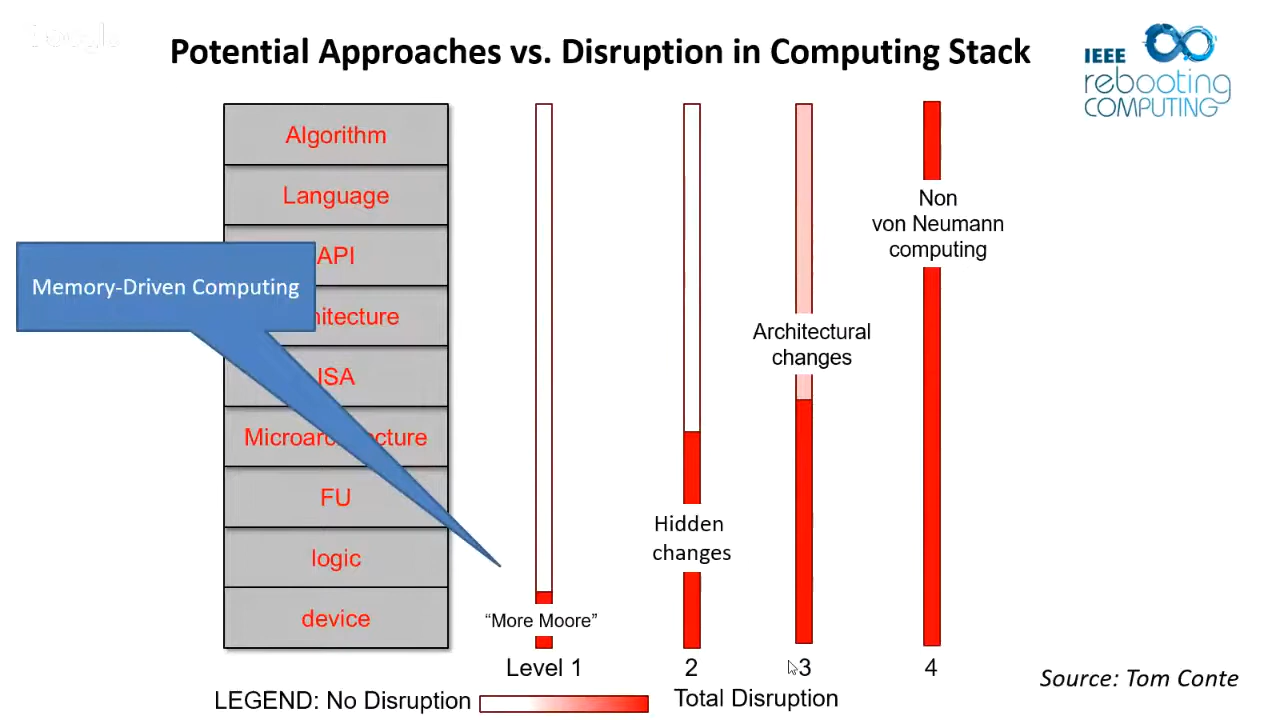 Potential Approaches vs. Disruption in Computing Stack
IEEE
rebooting
COMPUTING
Algorithm
Language
API
Memory-Driven Computing
hitecture
ISA
Microarc ecture
FU
logic
device
"More Moore"
Hidden
changes
Architectural
changes
Non
von Neumann
computing
Level 1
2
3
4
LEGEND: No Disruption
Total Disruption
Source: Tom Conte